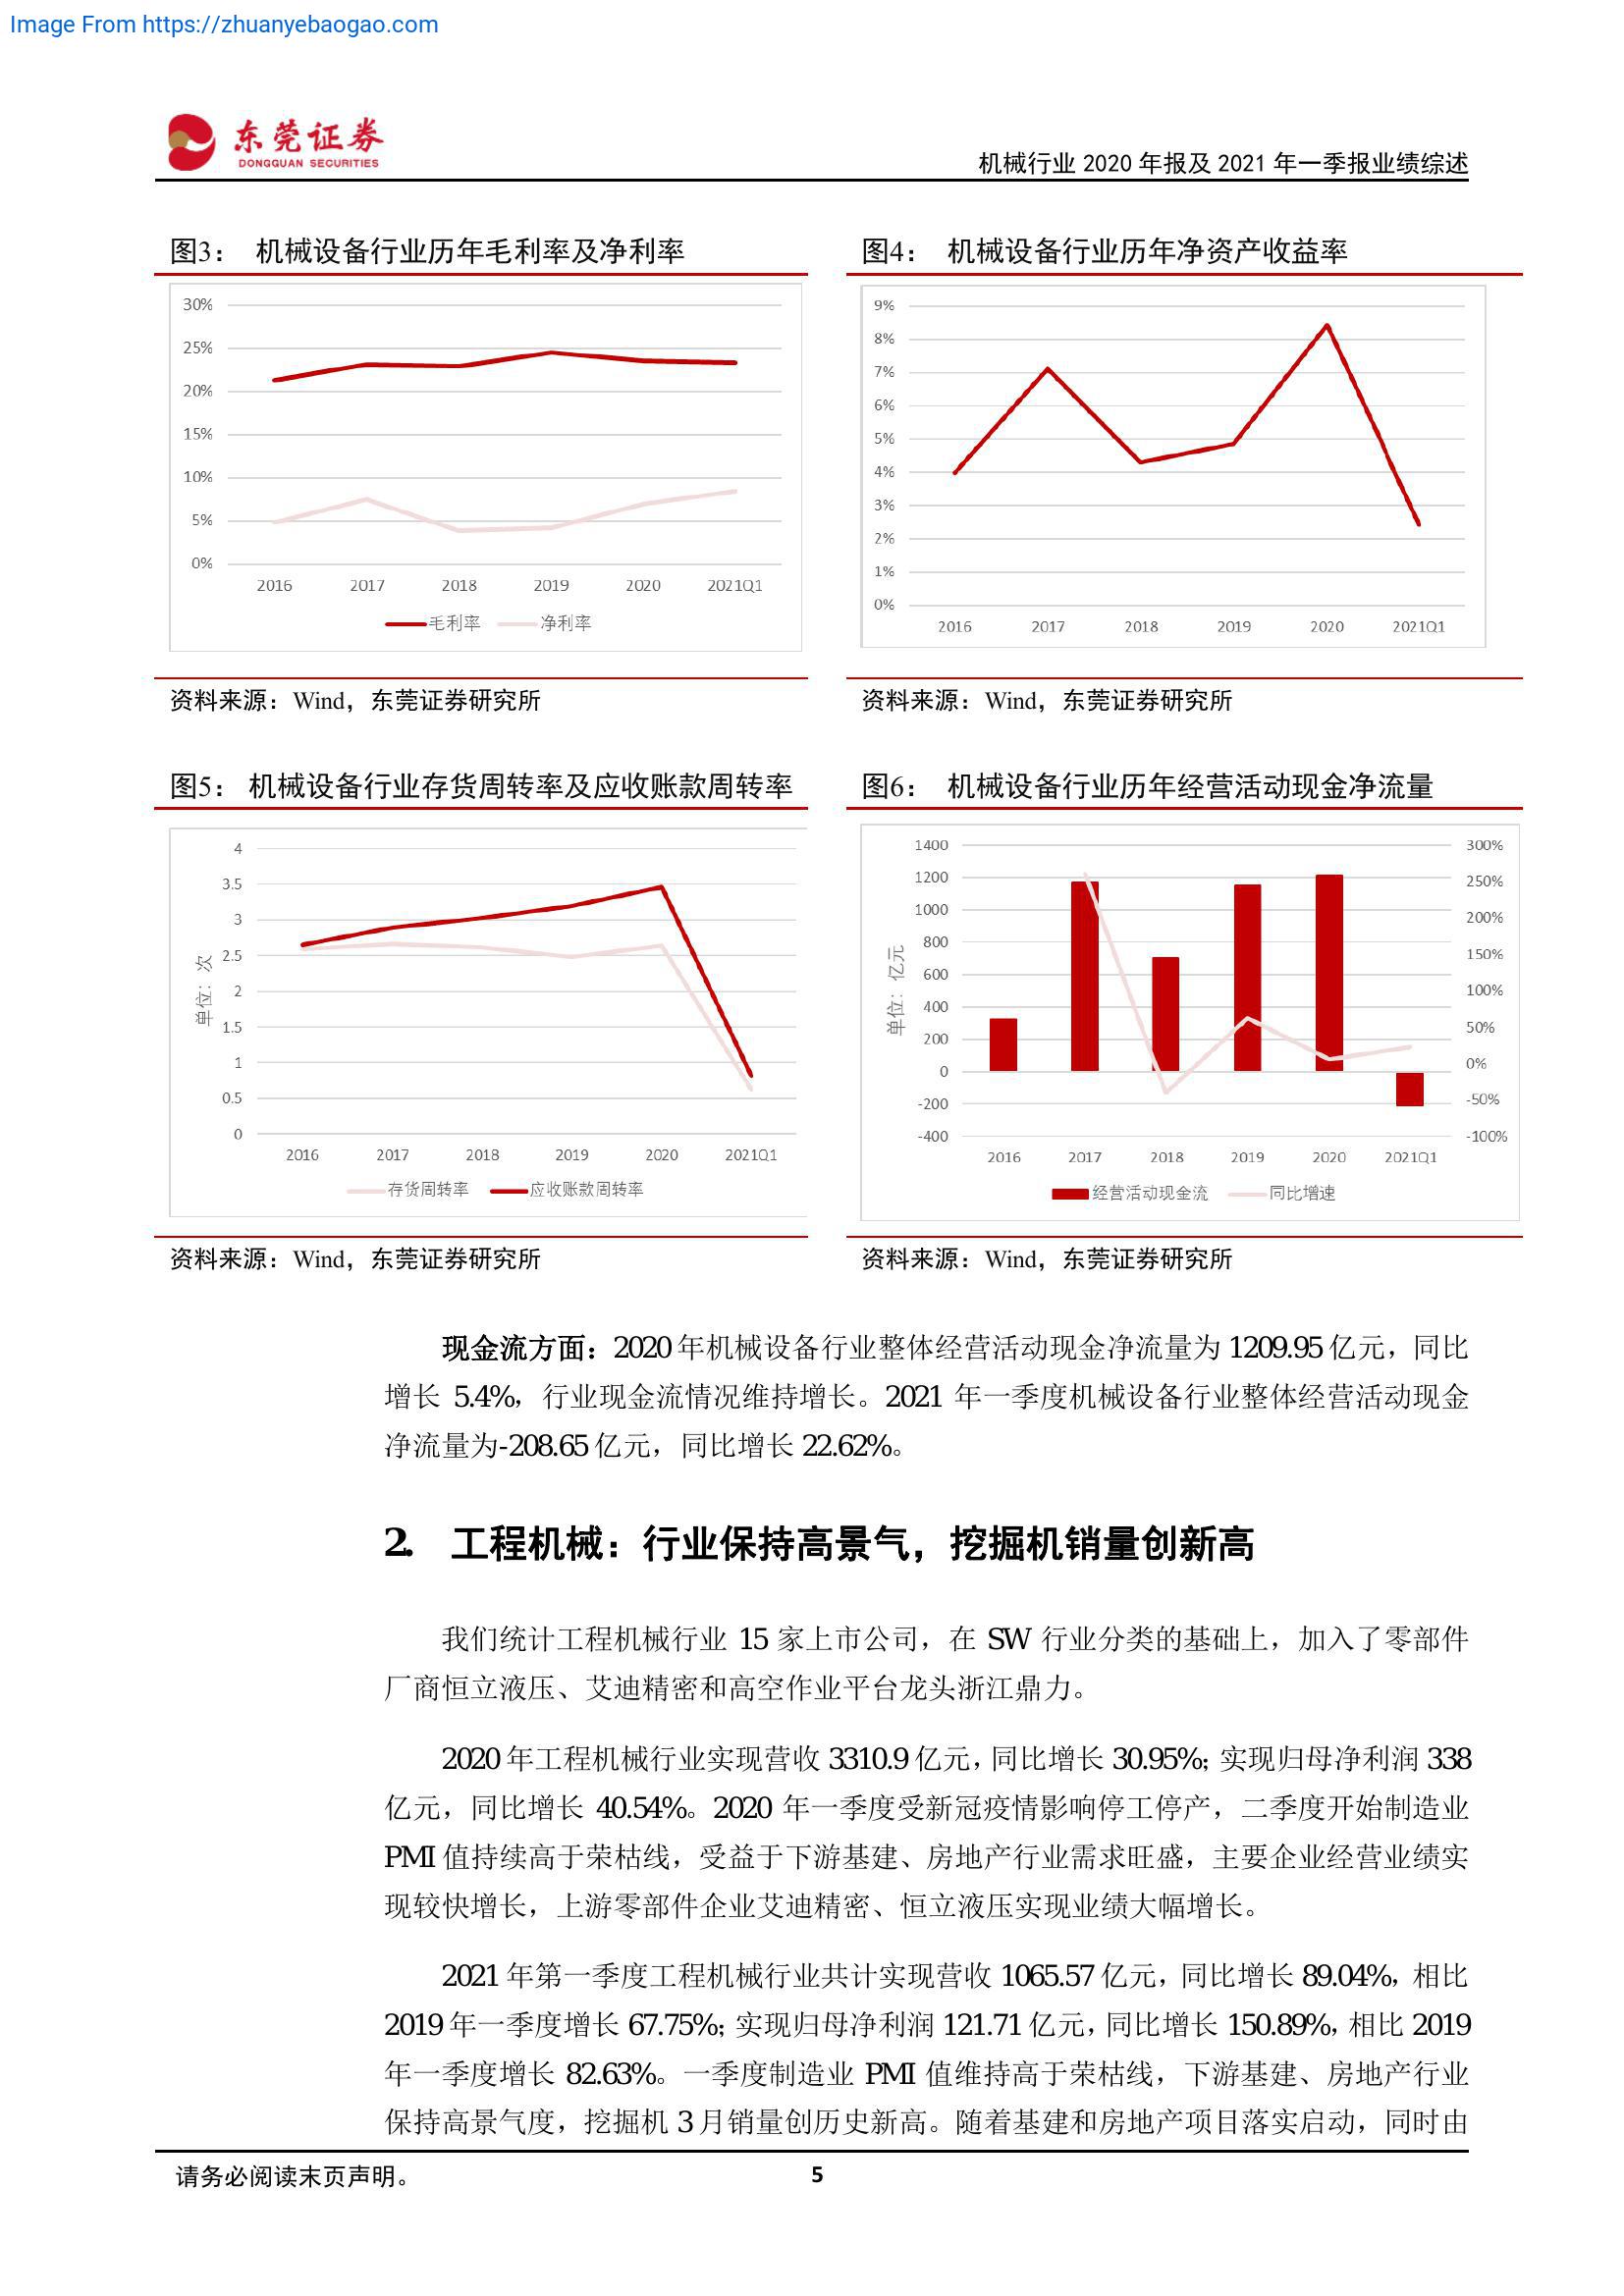 Image From https://zhuanyebaogao.com
东莞证券
DONGGUAN SECURITIES
机械行业 2020 年报及 2021 年一季报业绩综述
图3： 机械设备行业历年毛利率及净利率
30%
25%
20%
15%
10%
5%
0%
2016 2017 2018 2019 2020 2021Q1
毛利率 净利率
资料来源：Wind，东莞证券研究所
图4： 机械设备行业历年净资产收益率
9%
8%
7%
6%
5%
4%
3%
2%
1%
0%
2016 2017 2018 2019 2020 2021Q1
资料来源：Wind，东莞证券研究所
图5： 机械设备行业存货周转率及应收账款周转率
单位：次
4
3.5
3
2.5
2
1.5
1
0.5
0
2016 2017 2018 2019 2020 2021Q1
存货周转率 应收账款周转率
资料来源：Wind，东莞证券研究所
图6： 机械设备行业历年经营活动现金净流量
单位：亿元
1400 300%
1200 250%
1000 200%
800 150%
600 100%
400 50%
200 0%
0 -50%
-200 -100%
-400
2016 2017 2018 2019 2020 2021Q1
经营活动现金流 同比增速
资料来源：Wind，东莞证券研究所
现金流方面：2020 年机械设备行业整体经营活动现金净流量为 1209.95 亿元，同比
增长 5.4%，行业现金流情况维持增长。2021 年一季度机械设备行业整体经营活动现金
净流量为-208.65 亿元，同比增长 22.62%。
2. 工程机械：行业保持高景气，挖掘机销量创新高
我们统计工程机械行业 15 家上市公司，在 SW 行业分类的基础上，加入了零部件
厂商恒立液压、艾迪精密和高空作业平台龙头浙江鼎力。
2020 年工程机械行业实现营收 3310.9 亿元，同比增长 30.95%；实现归母净利润 338
亿元，同比增长 40.54%。2020 年一季度受新冠疫情影响停工停产，二季度开始制造业
PMI 值持续高于荣枯线，受益于下游基建、房地产行业需求旺盛，主要企业经营业绩实
现较快增长，上游零部件企业艾迪精密、恒立液压实现业绩大幅增长。
2021 年第一季度工程机械行业共计实现营收 1065.57 亿元，同比增长 89.04%，相比
2019 年一季度增长 67.75%；实现归母净利润 121.71 亿元，同比增长 150.89%，相比 2019
年一季度增长 82.63%。一季度制造业 PMI 值维持高于荣枯线，下游基建、房地产行业
保持高景气度，挖掘机 3 月销量创历史新高。随着基建和房地产项目落实启动，同时由
请务必阅读末页声明。
5